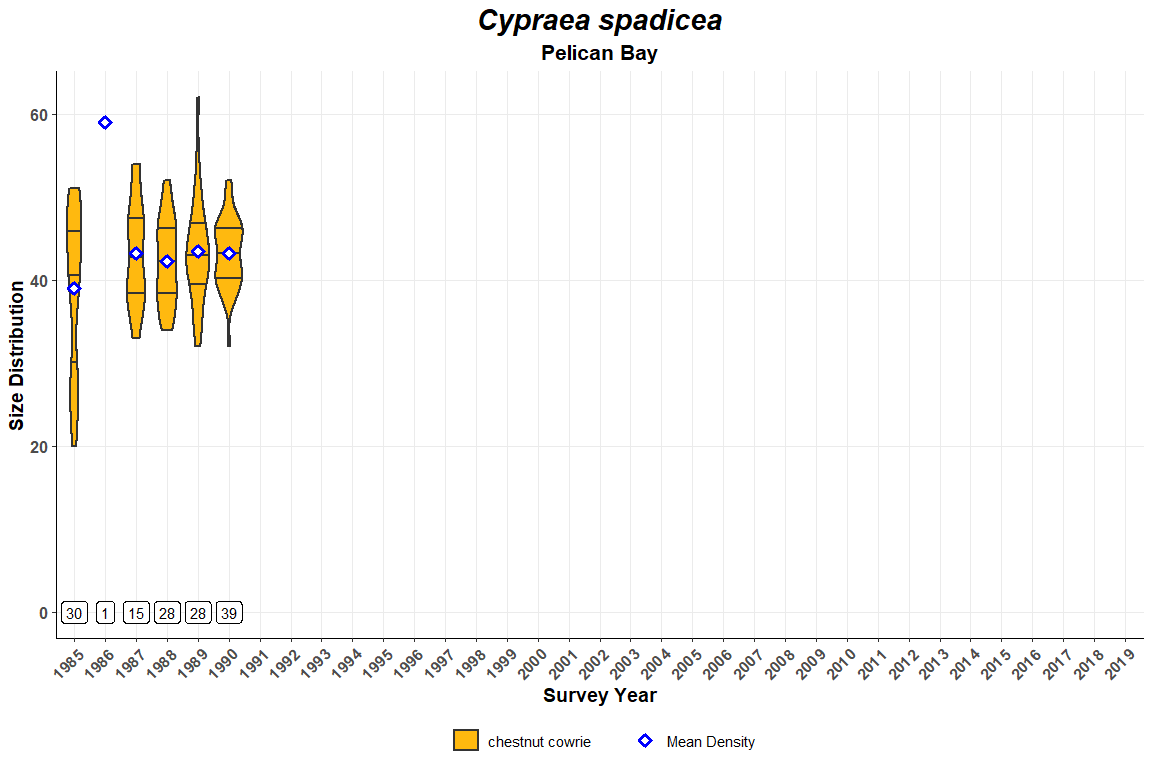 Cypraea spadicea
Pelican Bay
Size Distribution
60
40
20
0
30 1 15 28 28 39
1985 1986 1987 1988 1989 1990 1991 1992 1993 1994 1995 1996 1997 1998 1999 2000 2001 2002 2003 2004 2005 2006 2007 2008 2009 2010 2011 2012 2013 2014 2015 2016 2017 2018 2019
Survey Year
chestnut cowrie Mean Density